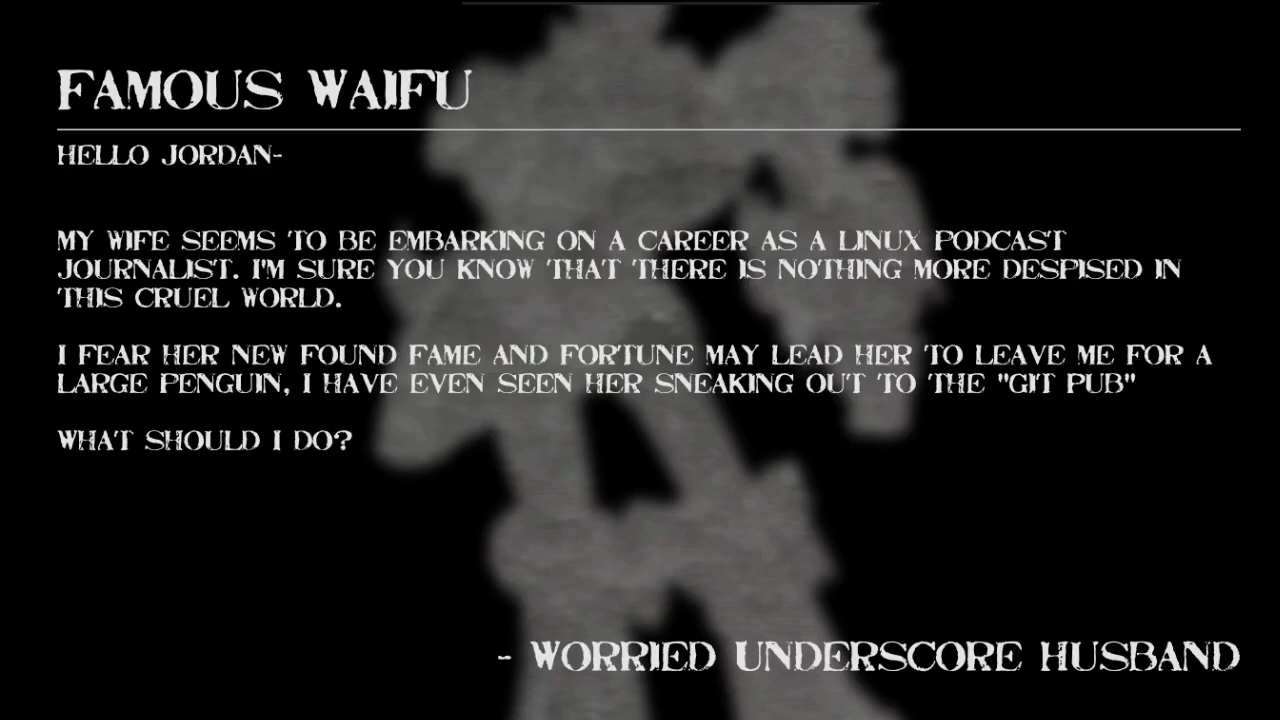 FAMOUS WAIFU
HELLO JORDAN-
MY WIFE SEEMS TO BE EMBARKING ON A CAREER AS A LINUX PODCAST
JOURNALIST. I'M SURE YOU KNOW THAT THERE IS NOTHING MORE DESPISED IN
THIS CRUEL WORLD.
I FEAR HER NEW FOUND FAME AND FORTUNE MAY LEAD HER TO LEAVE ME FOR A
LARGE PENGUIN, I HAVE EVEN SEEN HER SNEAKING OUT TO THE "GIT PUB"
WHAT SHOULD I DO?
- WORRIED UNDERSCORE HUSBAND